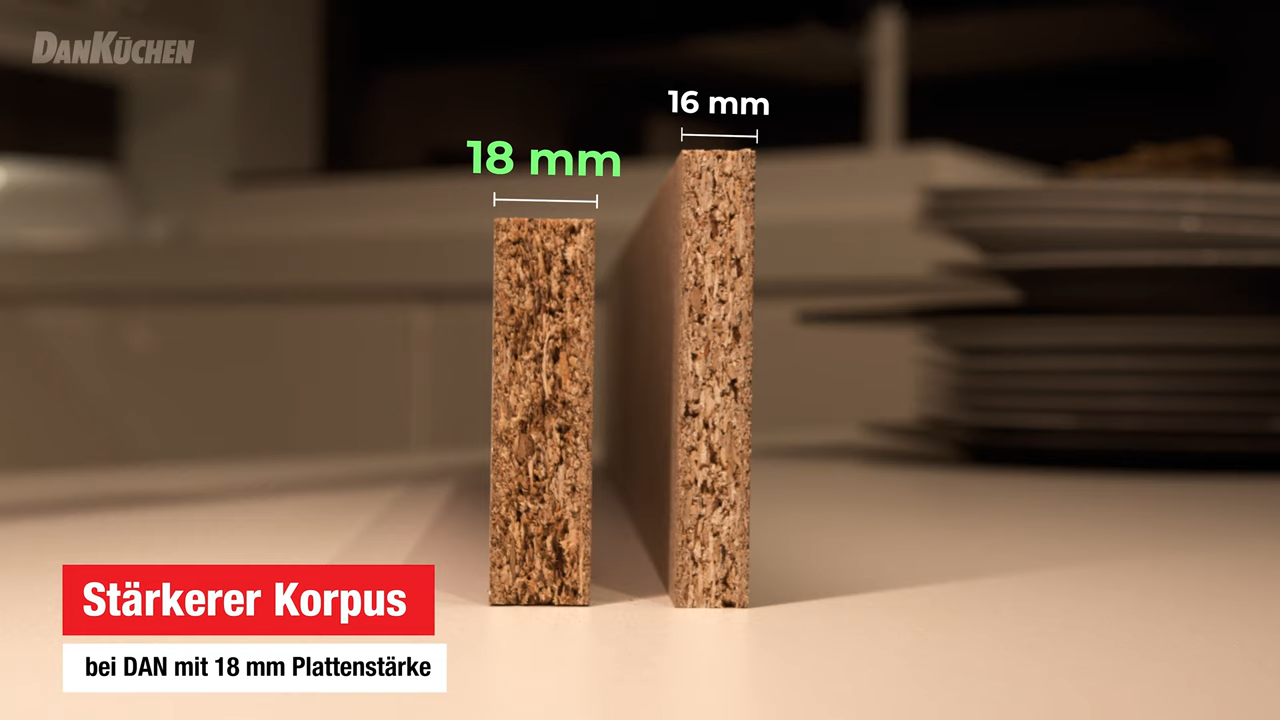 DANKÜCHEN
16 mm
18 mm
Stärkerer Korpus
bei DAN mit 18 mm Plattenstärke